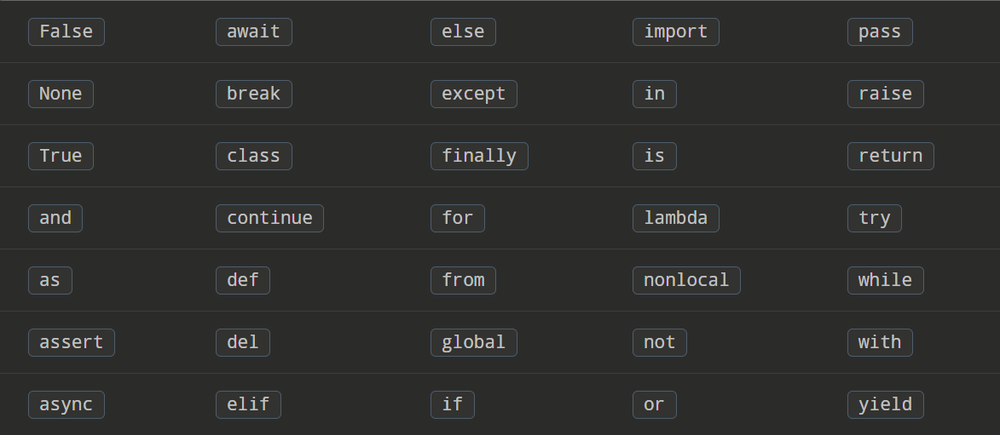 False await else import pass
None break except in raise
True class finally is return
and continue for lambda try
as def from nonlocal while
assert del global not with
async elif if or yield